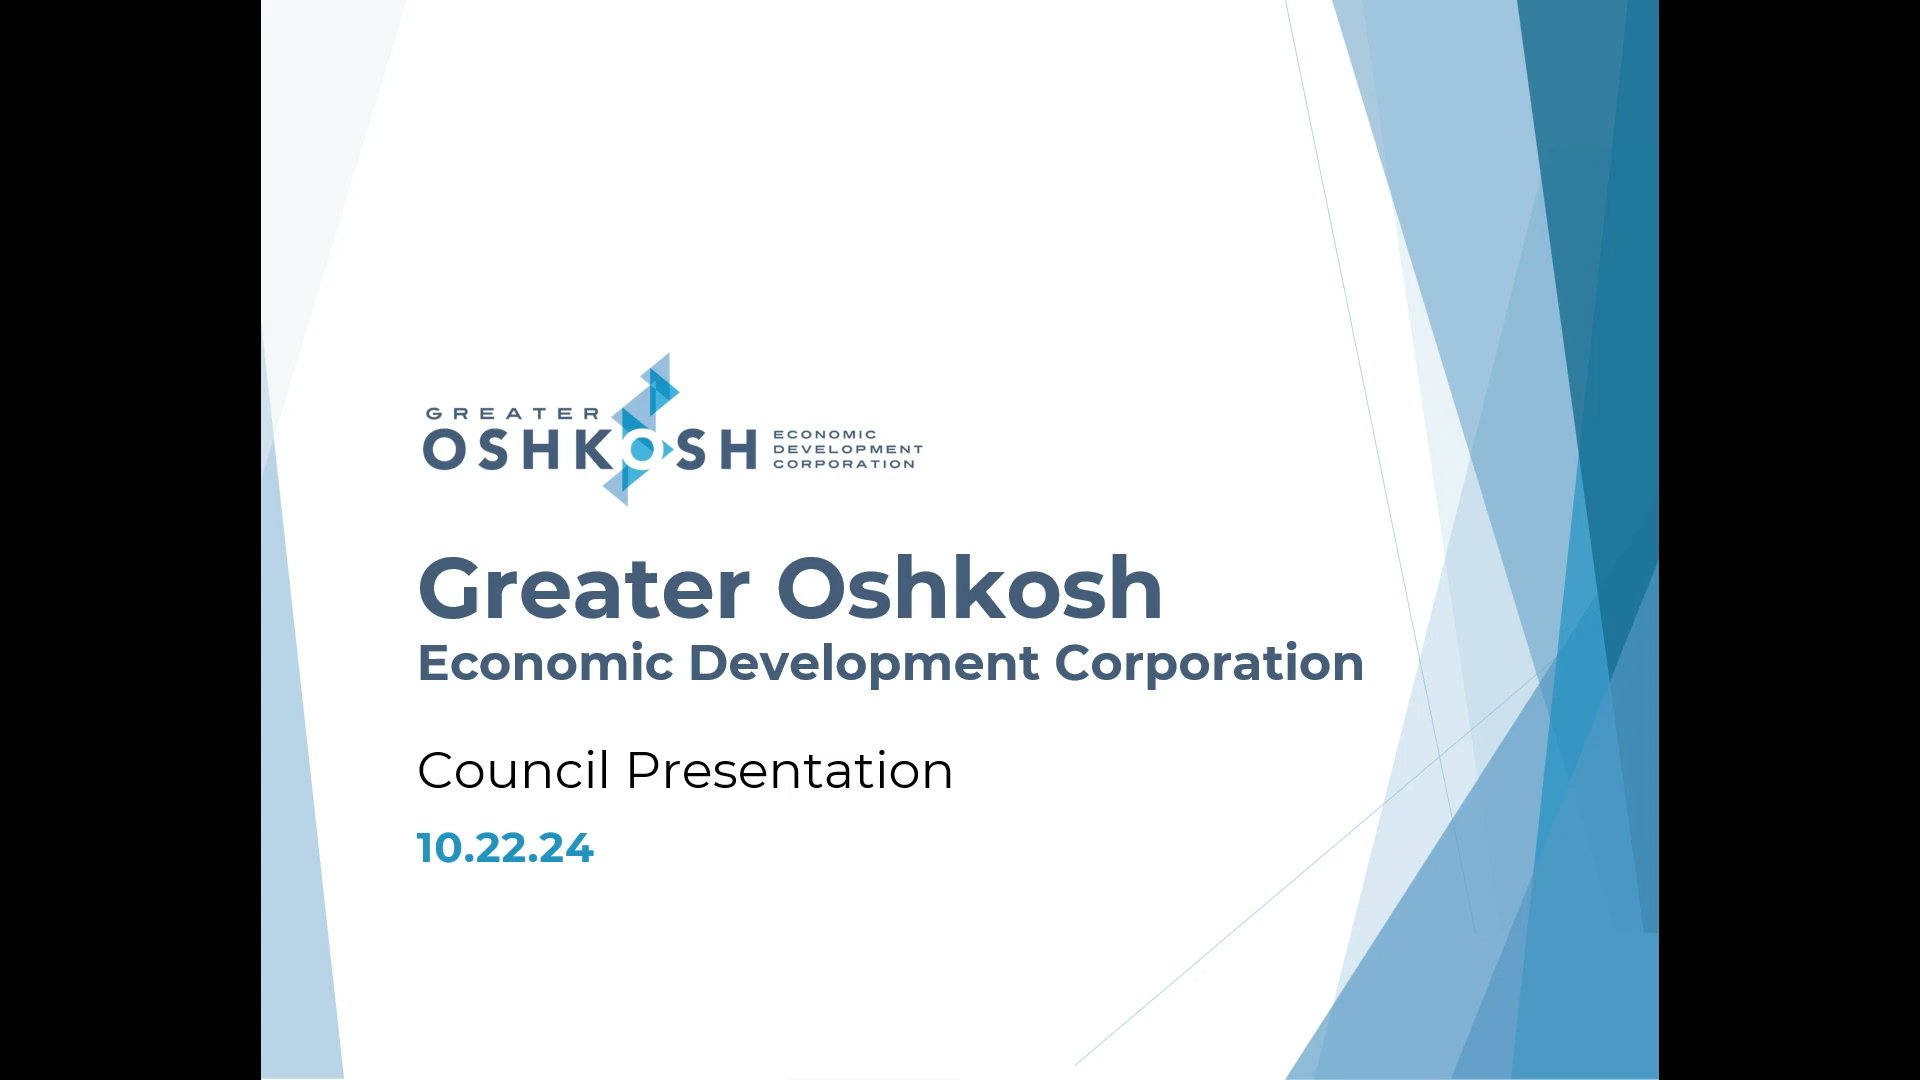 GREATER
OSHKOSH
ECONOMIC
DEVELOPMENT
CORPORATION
Greater Oshkosh
Economic Development Corporation
Council Presentation
10.22.24